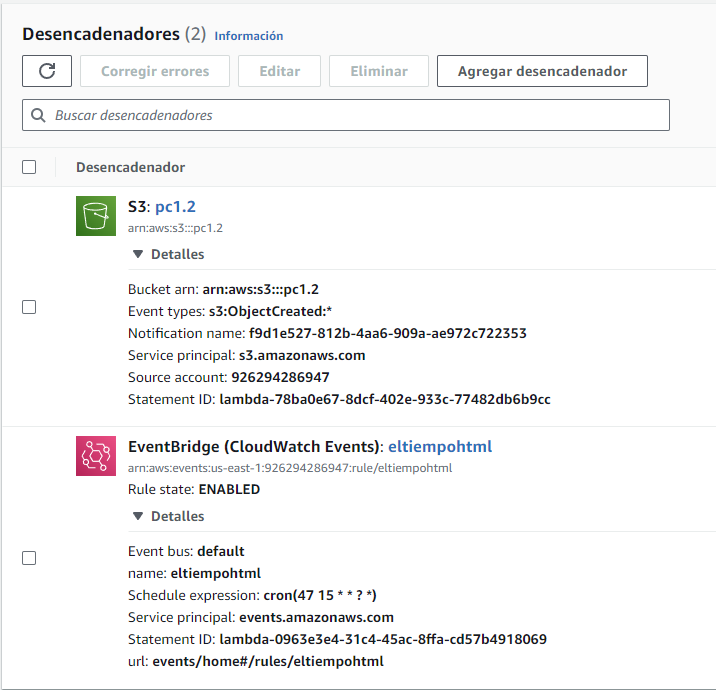 Desencadenadores (2) Información
Corregir errores Editar Eliminar Agregar desencadenador
Buscar desencadenadores
Desencadenador
S3: pc1.2
arn:aws:s3:::pc1.2
Detalles
Bucket arn: arn:aws:s3:::pc1.2
Event types: s3:ObjectCreated:*
Notification name: f9d1e527-812b-4aa6-909a-ae972c722353
Service principal: s3.amazonaws.com
Source account: 926294286947
Statement ID: lambda-78ba0e67-8dcf-402e-933c-77482db6b9cc
EventBridge (CloudWatch Events): eltiempohtml
arn:aws:events:us-east-1:926294286947:rule/eltiempohtml
Rule state: ENABLED
Detalles
Event bus: default
name: eltiempohtml
Schedule expression: cron(47 15 * * ? *)
Service principal: events.amazonaws.com
Statement ID: lambda-0963e3e4-31c4-45ac-8ffa-cd57b4918069
url: events/home#/rules/eltiempohtml